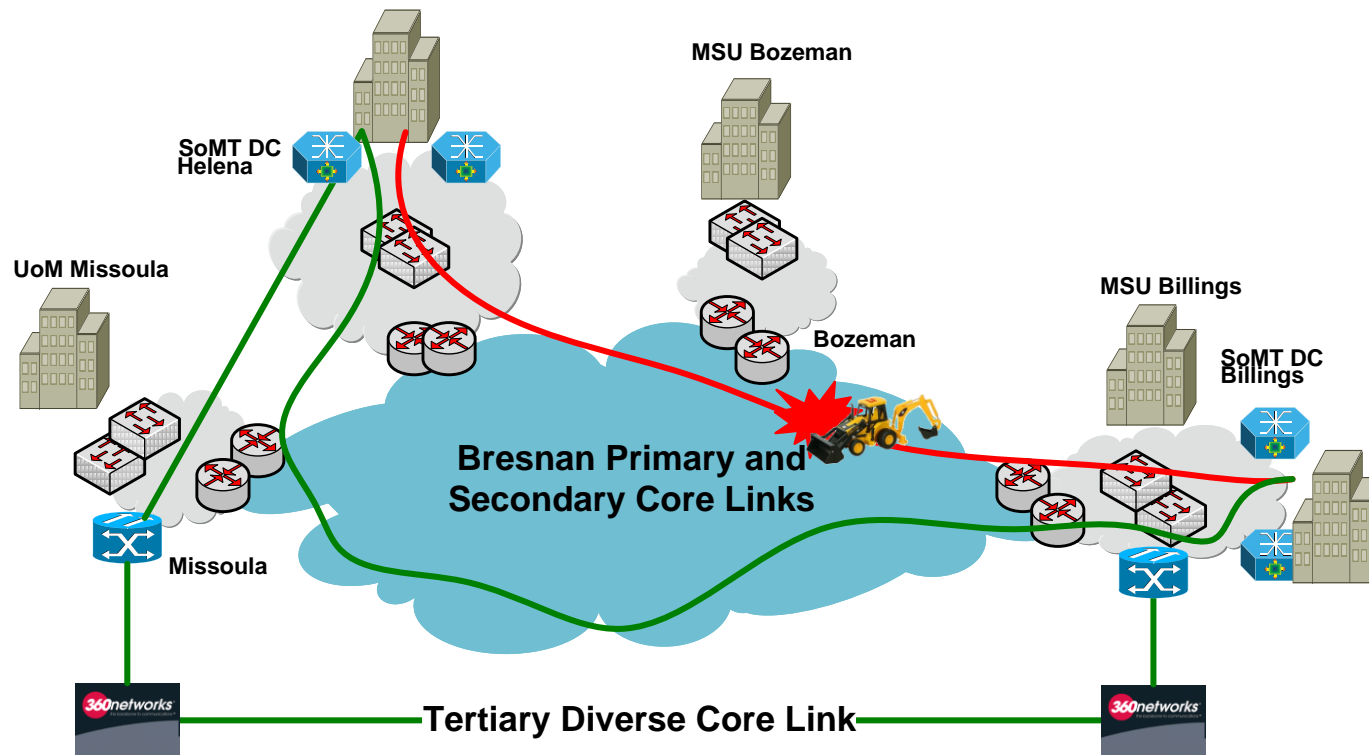 MSU Bozeman
SoMT DC
Helena
UoM Missoula
MSU Billings
Bozeman
SoMT DC
Billings
Bresnan Primary and
Secondary Core Links
Missoula
360networks
Tertiary Diverse Core Link
360networks